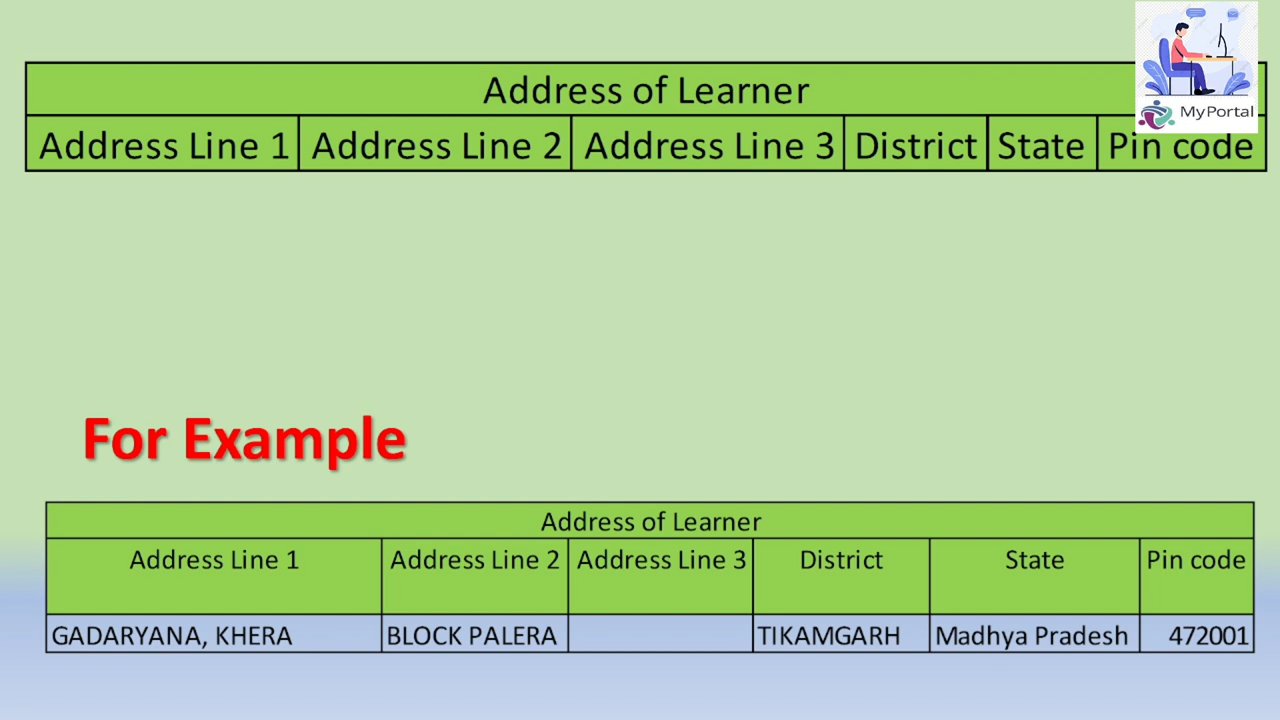 Address of Learner
MyPortal
Address Line 1 Address Line 2 Address Line 3 District State Pin code
For Example
Address of Learner
Address Line 1 Address Line 2 Address Line 3 District State Pin code
GADARYANA, KHERA BLOCK PALERA TIKAMGARH Madhya Pradesh 472001